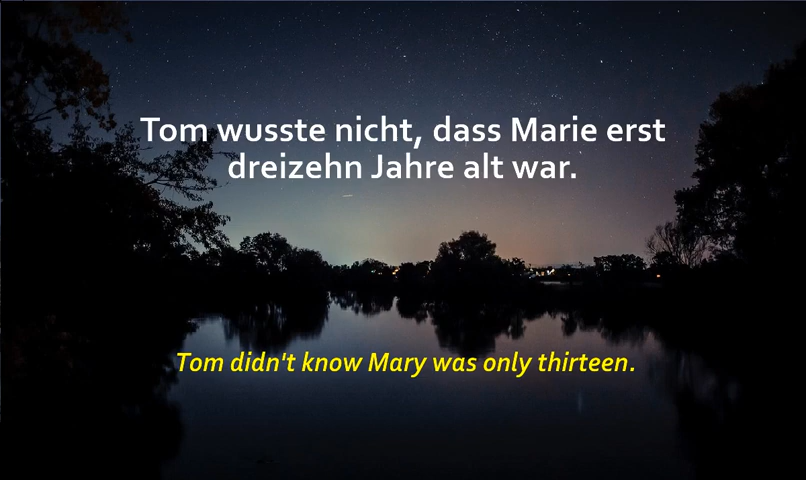 Tom wusste nicht, dass Marie erst
dreizehn Jahre alt war.
Tom didn't know Mary was only thirteen.